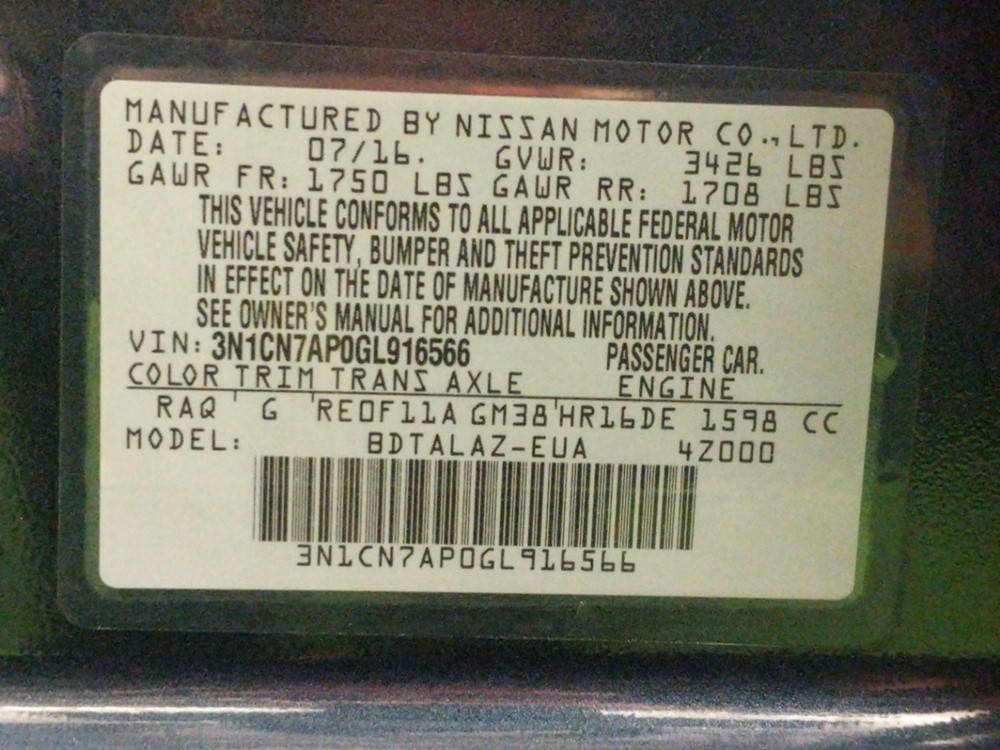 MANUFACTURED BY NISSAN MOTOR CO.,LTD.
DATE: 07/16. GVWR: 3426 LBS
GAWR FR: 1750 LBS GAWR RR: 1708 LBS
THIS VEHICLE CONFORMS TO ALL APPLICABLE FEDERAL MOTOR
VEHICLE SAFETY, BUMPER AND THEFT PREVENTION STANDARDS
IN EFFECT ON THE DATE OF MANUFACTURE SHOWN ABOVE.
SEE OWNER'S MANUAL FOR ADDITIONAL INFORMATION.
VIN: 3N1CN7AP0GL916566 PASSENGER CAR.
COLOR TRIM TRANS AXLE ENGINE
RAQ G RE0F11A GM38 HR16DE 1598 CC
MODEL: BDTALAZ-EUA 4Z000
3N1CN7AP0GL916566